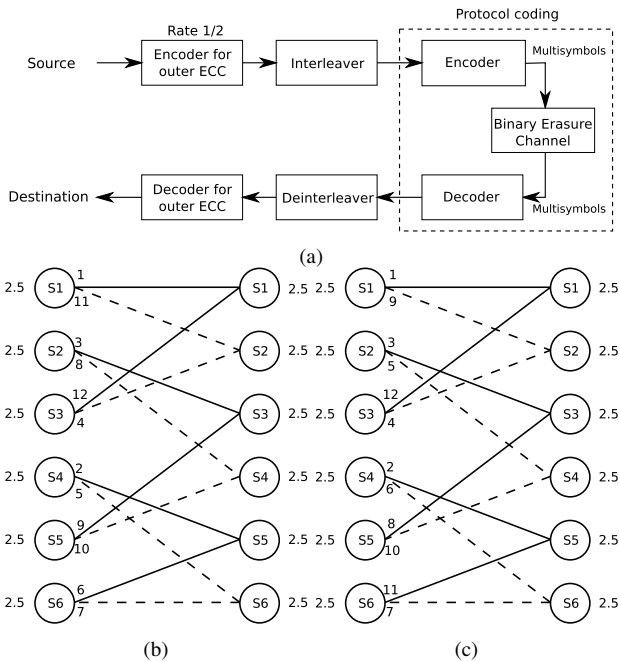 Protocol coding
Rate 1/2
Source
Encoder for
outer ECC
Interleaver
Encoder
Multisymbols
Binary Erasure
Channel
Destination
Decoder for
outer ECC
Deinterleaver
Decoder
Multisymbols
(a)
2.5 S1 1 11 S1 2.5 2.5 S1 1 9 S1 2.5
2.5 S2 3 8 S2 2.5 2.5 S2 3 5 S2 2.5
2.5 S3 12 4 S3 2.5 2.5 S3 12 4 S3 2.5
2.5 S4 2 5 S4 2.5 2.5 S4 2 6 S4 2.5
2.5 S5 9 10 S5 2.5 2.5 S5 8 10 S5 2.5
2.5 S6 6 7 S6 2.5 2.5 S6 11 7 S6 2.5
(b) (c)